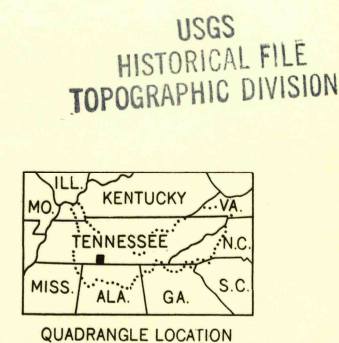 USGS
HISTORICAL FILE
TOPOGRAPHIC DIVISION
ILL.
MO.
KENTUCKY
VA.
TENNESSEE
N.C.
MISS.
ALA.
GA.
S.C.
QUADRANGLE LOCATION